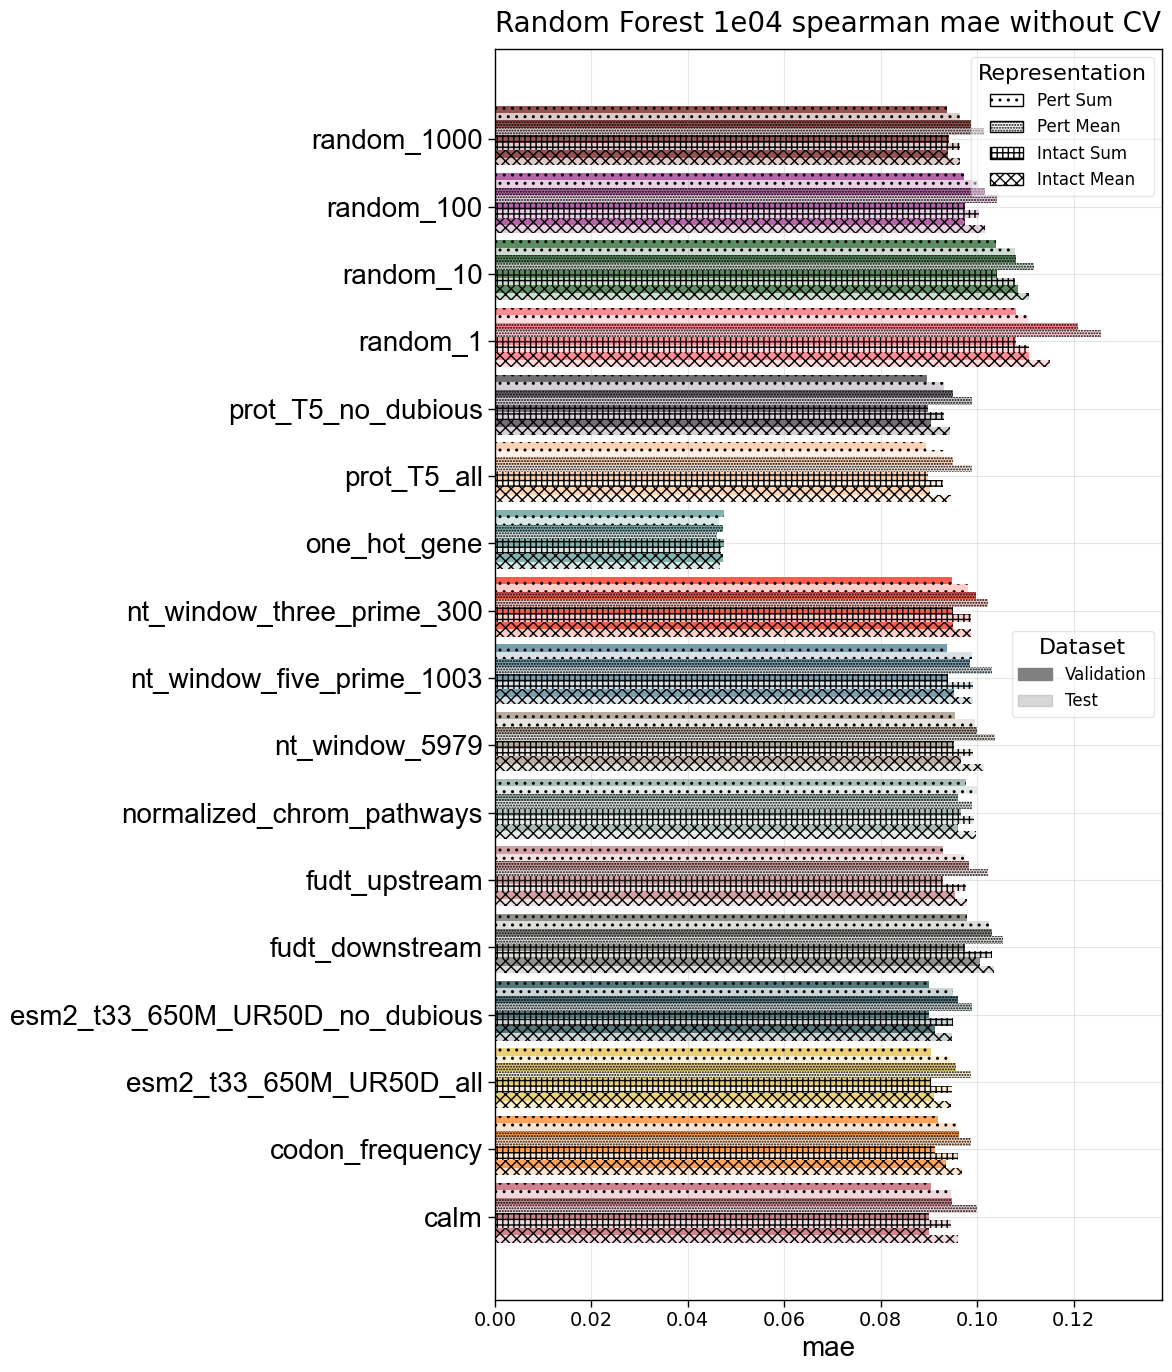 Random Forest 1e04 spearman mae without CV
Representation
Pert Sum
Pert Mean
Intact Sum
Intact Mean
random_1000
random_100
random_10
random_1
prot_T5_no_dubious
prot_T5_all
one_hot_gene
nt_window_three_prime_300
nt_window_five_prime_1003
nt_window_5979
normalized_chrom_pathways
fudt_upstream
fudt_downstream
esm2_t33_650M_UR50D_no_dubious
esm2_t33_650M_UR50D_all
codon_frequency
calm
Dataset
Validation
Test
0.00 0.02 0.04 0.06 0.08 0.10 0.12
mae